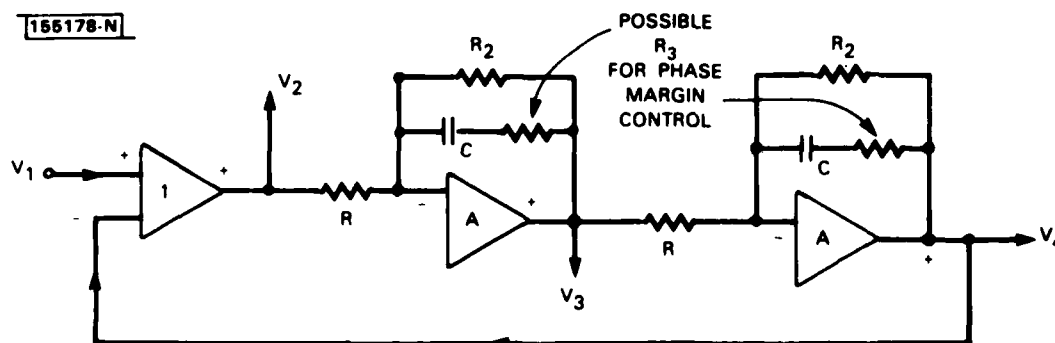 155178-N
POSSIBLE
R3
FOR PHASE
MARGIN
CONTROL
R2
R2
V2
C
C
V1
+
-
1
+
R
-
A
+
R
-
A
+
V3